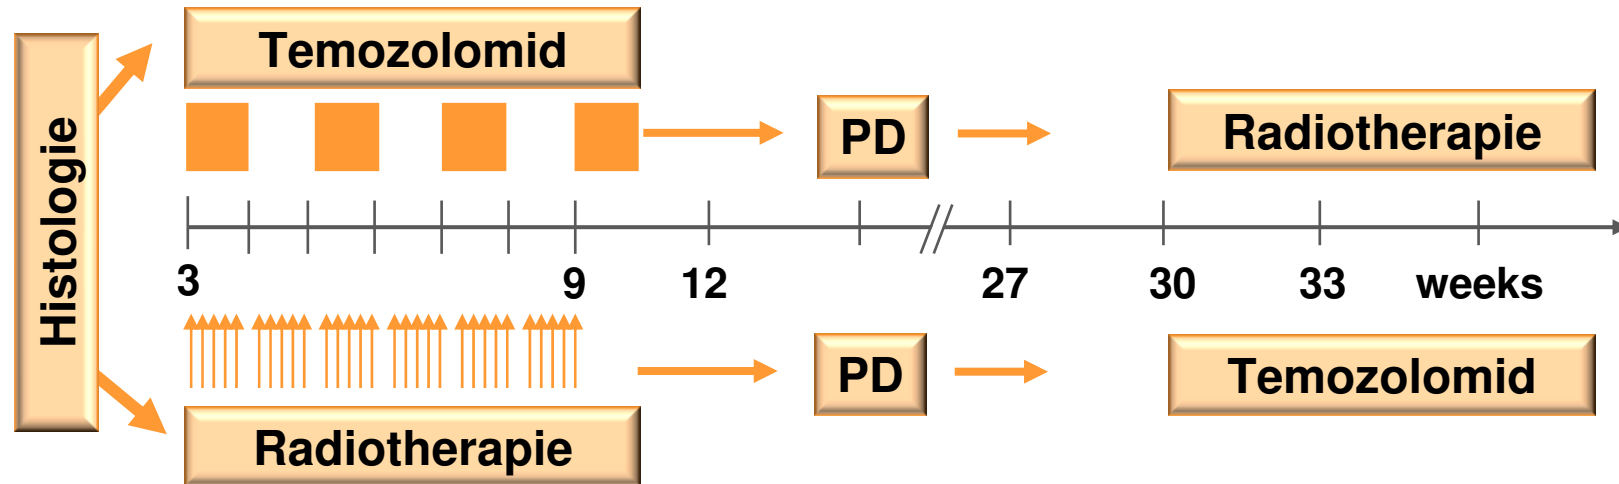 Histologie
Temozolomid
PD
Radiotherapie
3 9 12 27 30 33 weeks
PD
Temozolomid
Radiotherapie